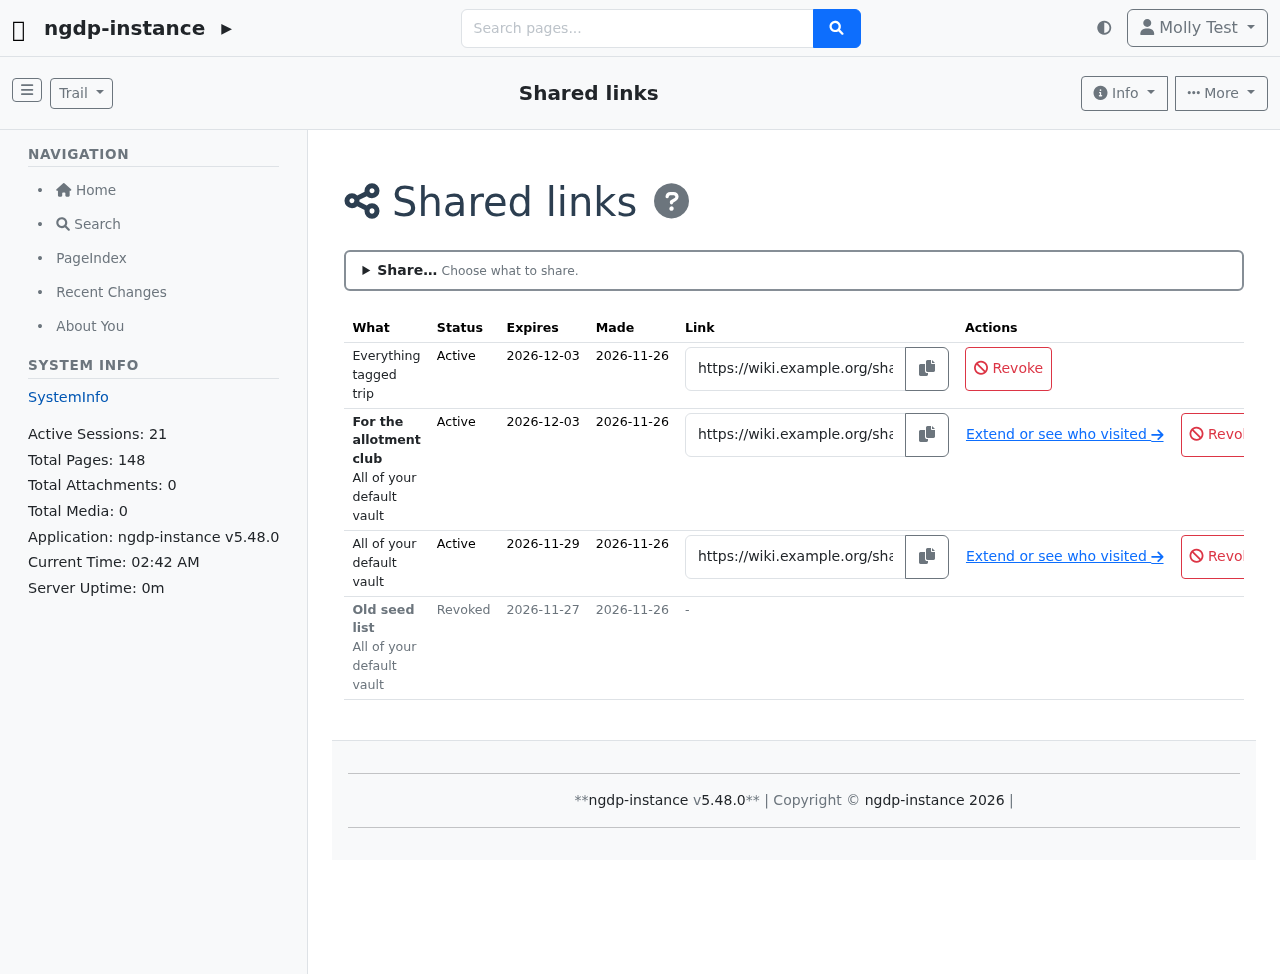 ngdp-instance ▶
Search pages...
Molly Test
Trail
Shared links
Info
More
NAVIGATION
• Home
• Search
• PageIndex
• Recent Changes
• About You
SYSTEM INFO
SystemInfo
Active Sessions: 21
Total Pages: 148
Total Attachments: 0
Total Media: 0
Application: ngdp-instance v5.48.0
Current Time: 02:42 AM
Server Uptime: 0m
Shared links ?
▶ Share… Choose what to share.
What Status Expires Made Link Actions
Everything Active 2026-12-03 2026-11-26 https://wiki.example.org/sha Revoke
tagged
trip
For the Active 2026-12-03 2026-11-26 https://wiki.example.org/sha Extend or see who visited → Revo
allotment
club
All of your
default
vault
All of your Active 2026-11-29 2026-11-26 https://wiki.example.org/sha Extend or see who visited → Revo
default
vault
Old seed Revoked 2026-11-27 2026-11-26 -
list
All of your
default
vault
**ngdp-instance v5.48.0** | Copyright © ngdp-instance 2026 |